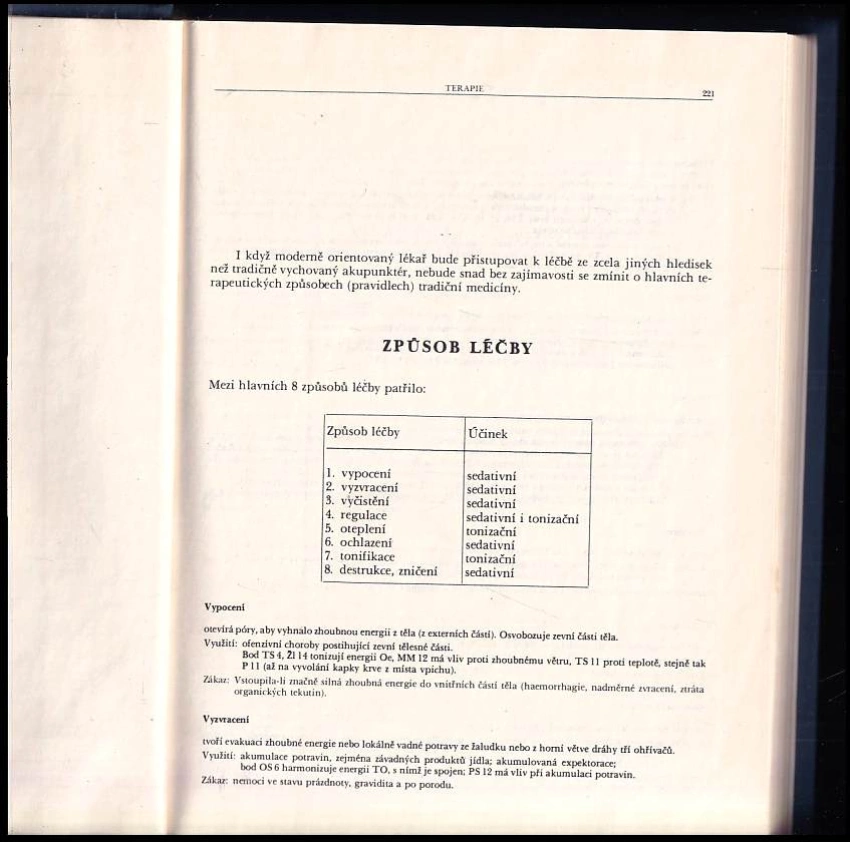 TERAPIE 221
I když moderně orientovaný lékař bude přistupovat k léčbě ze zcela jiných hledisek
než tradičně vychovaný akupunktér, nebude snad bez zajímavosti se zmínit o hlavních te-
rapeutických způsobech (pravidlech) tradiční medicíny.
ZPŮSOB LÉČBY
Mezi hlavních 8 způsobů léčby patřilo:
Způsob léčby Účinek
1. vypocení sedativní
2. vyzvracení sedativní
3. vyčistění sedativní
4. regulace sedativní i tonizační
5. oteplení tonizační
6. ochlazení sedativní
7. tonifikace tonizační
8. destrukce, zničení sedativní
Vypocení
otevírá póry, aby vyhnalo zhoubnou energii z těla (z externích částí). Osvobozuje zevní části těla.
Využití: ofenzivní choroby postihující zevní tělesné části.
Bod TS 4, Žl 14 tonizují energii Oe, MM 12 má vliv proti zhoubnému větru, TS 11 proti teplotě, stejně tak
P 11 (až na vyvolání kapky krve z místa vpichu).
Zákaz: Vstoupila-li značně silná zhoubná energie do vnitřních částí těla (haemorrhagie, nadměrné zvracení, ztráta
organických tekutin).
Vyzvracení
tvoří evakuaci zhoubné energie nebo lokálně vadné potravy ze žaludku nebo z horní větve dráhy tří ohřívačů.
Využití: akumulace potravin, zejména závadných produktů jídla; akumulovaná expektorace;
bod OS 6 harmonizuje energii TO, s nímž je spojen; PS 12 má vliv při akumulaci potravin.
Zákaz: nemoci ve stavu prázdnoty, gravidita a po porodu.